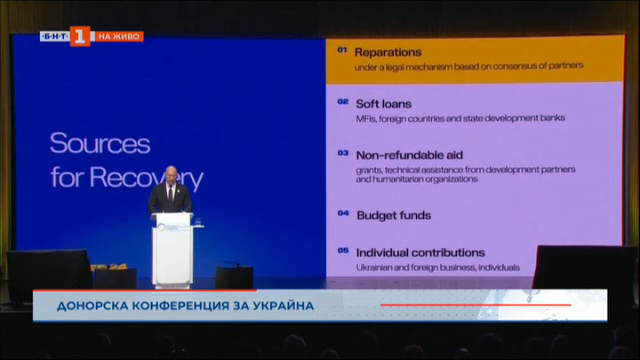 БНТ 1 НА ЖИВО
Sources
for Recovery
01 Reparations
under a legal mechanism based on consensus of partners
02 Soft loans
MFIs, foreign countries and state development banks
03 Non-refundable aid
grants, technical assistance from development partners
and humanitarian organizations
04 Budget funds
05 Individual contributions
Ukrainian and foreign business, individuals
ДОНОРСКА КОНФЕРЕНЦИЯ ЗА УКРАЙНА